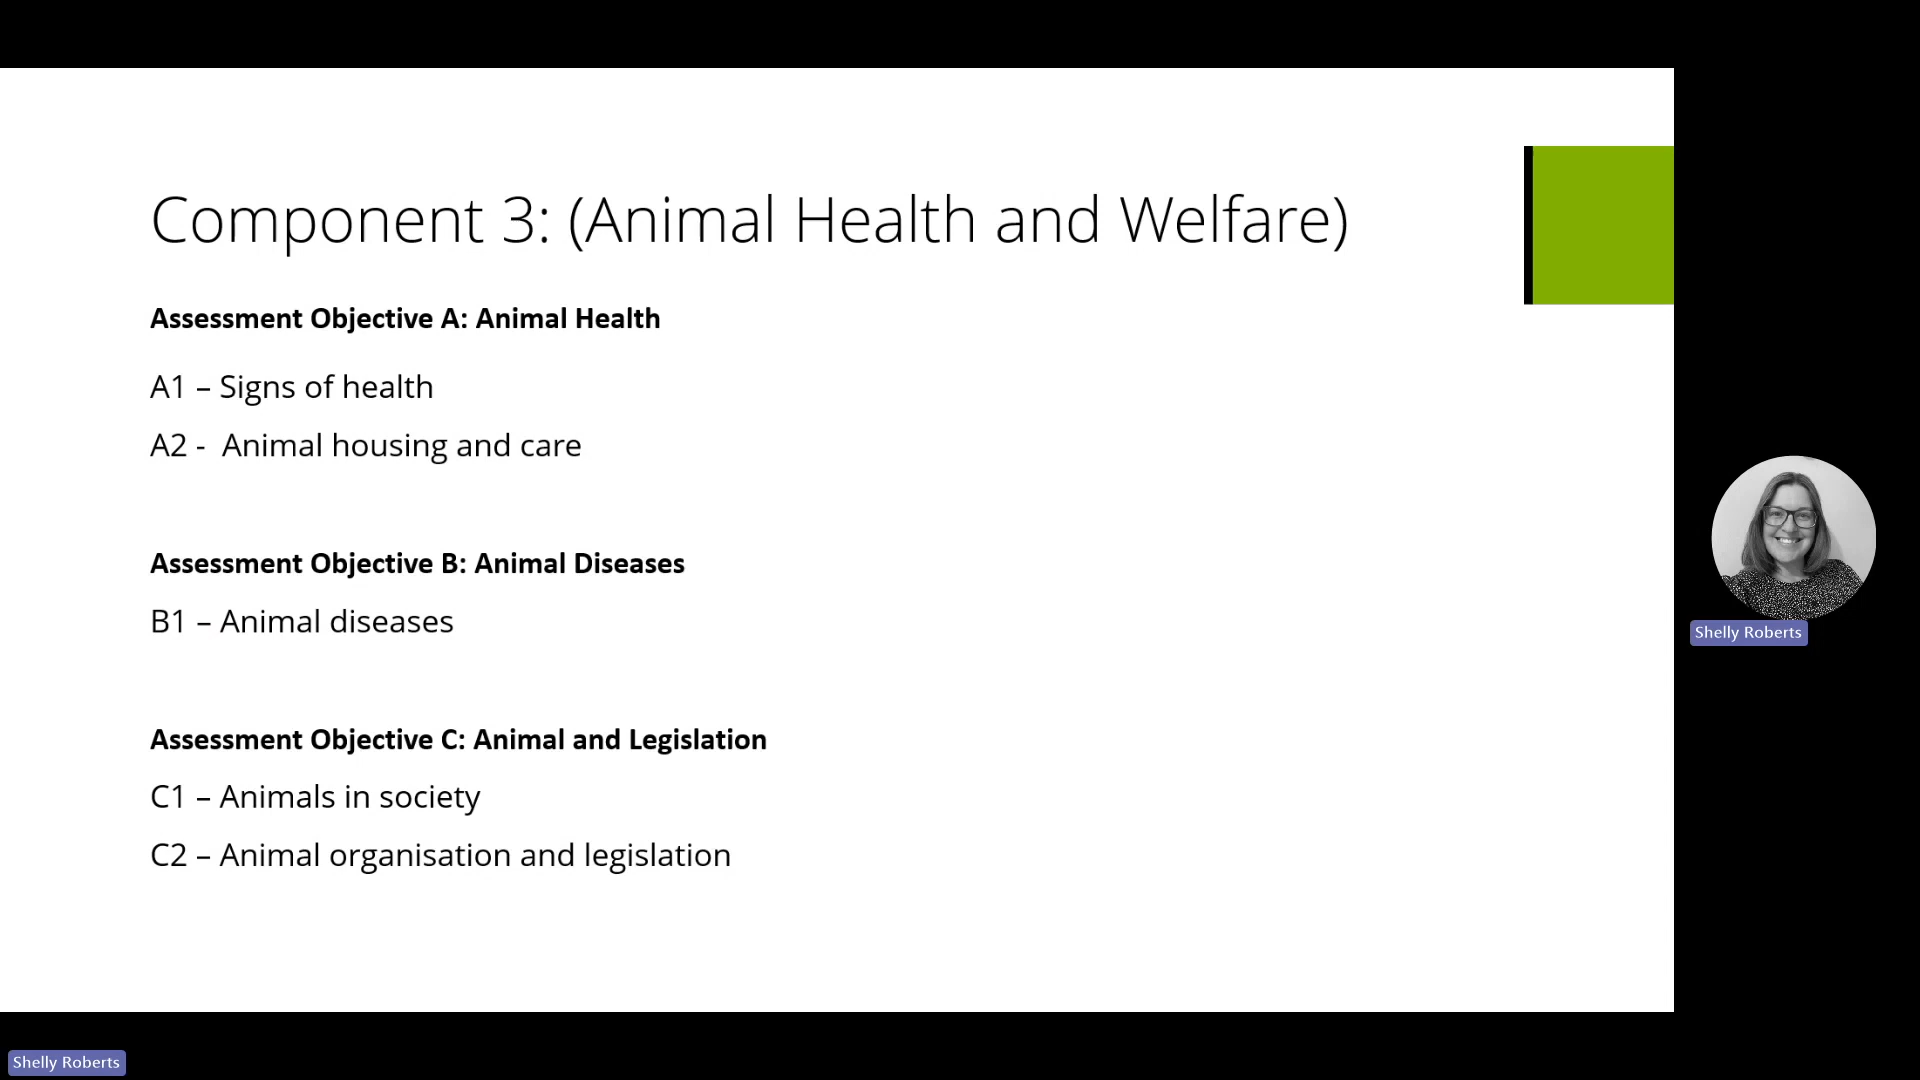 Component 3: (Animal Health and Welfare)
Assessment Objective A: Animal Health
A1 – Signs of health
A2 -  Animal housing and care
Assessment Objective B: Animal Diseases
B1 – Animal diseases
Assessment Objective C: Animal and Legislation
C1 – Animals in society
C2 – Animal organisation and legislation
Shelly Roberts
Shelly Roberts